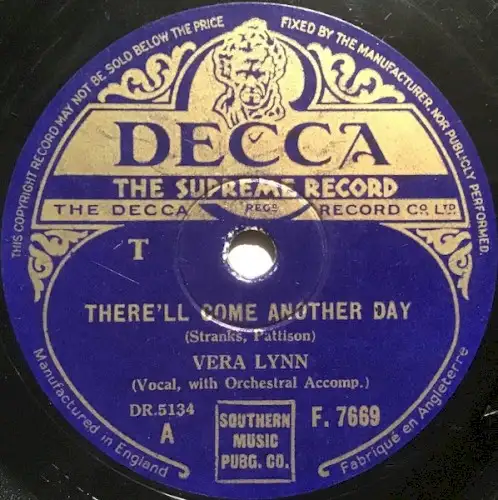 THIS COPYRIGHT RECORD MAY NOT BE SOLD BELOW THE PRICE
FIXED BY THE MANUFACTURER, NOR PUBLICLY PERFORMED.
DECCA
THE SUPREME RECORD
THE DECCA REGD RECORD CO LTD
T
THERE'LL COME ANOTHER DAY
(Stranks, Pattison)
VERA LYNN
(Vocal, with Orchestral Accomp.)
DR.5134
A
SOUTHERN
MUSIC
PUBG. CO.
F. 7669
Manufactured in England
Fabriqué en Angleterre